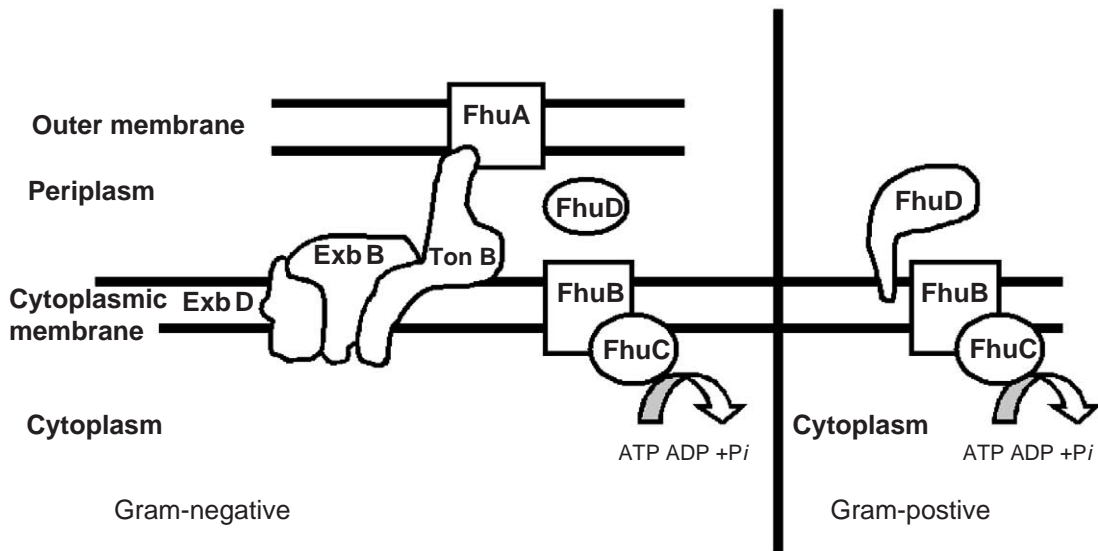 FhuA
Outer membrane
Periplasm
FhuD
FhuD
Exb B
Ton B
Cytoplasmic
membrane
Exb D
FhuB
FhuB
FhuC
FhuC
Cytoplasm
Cytoplasm
ATP ADP +Pi
ATP ADP +Pi
Gram-negative
Gram-postive